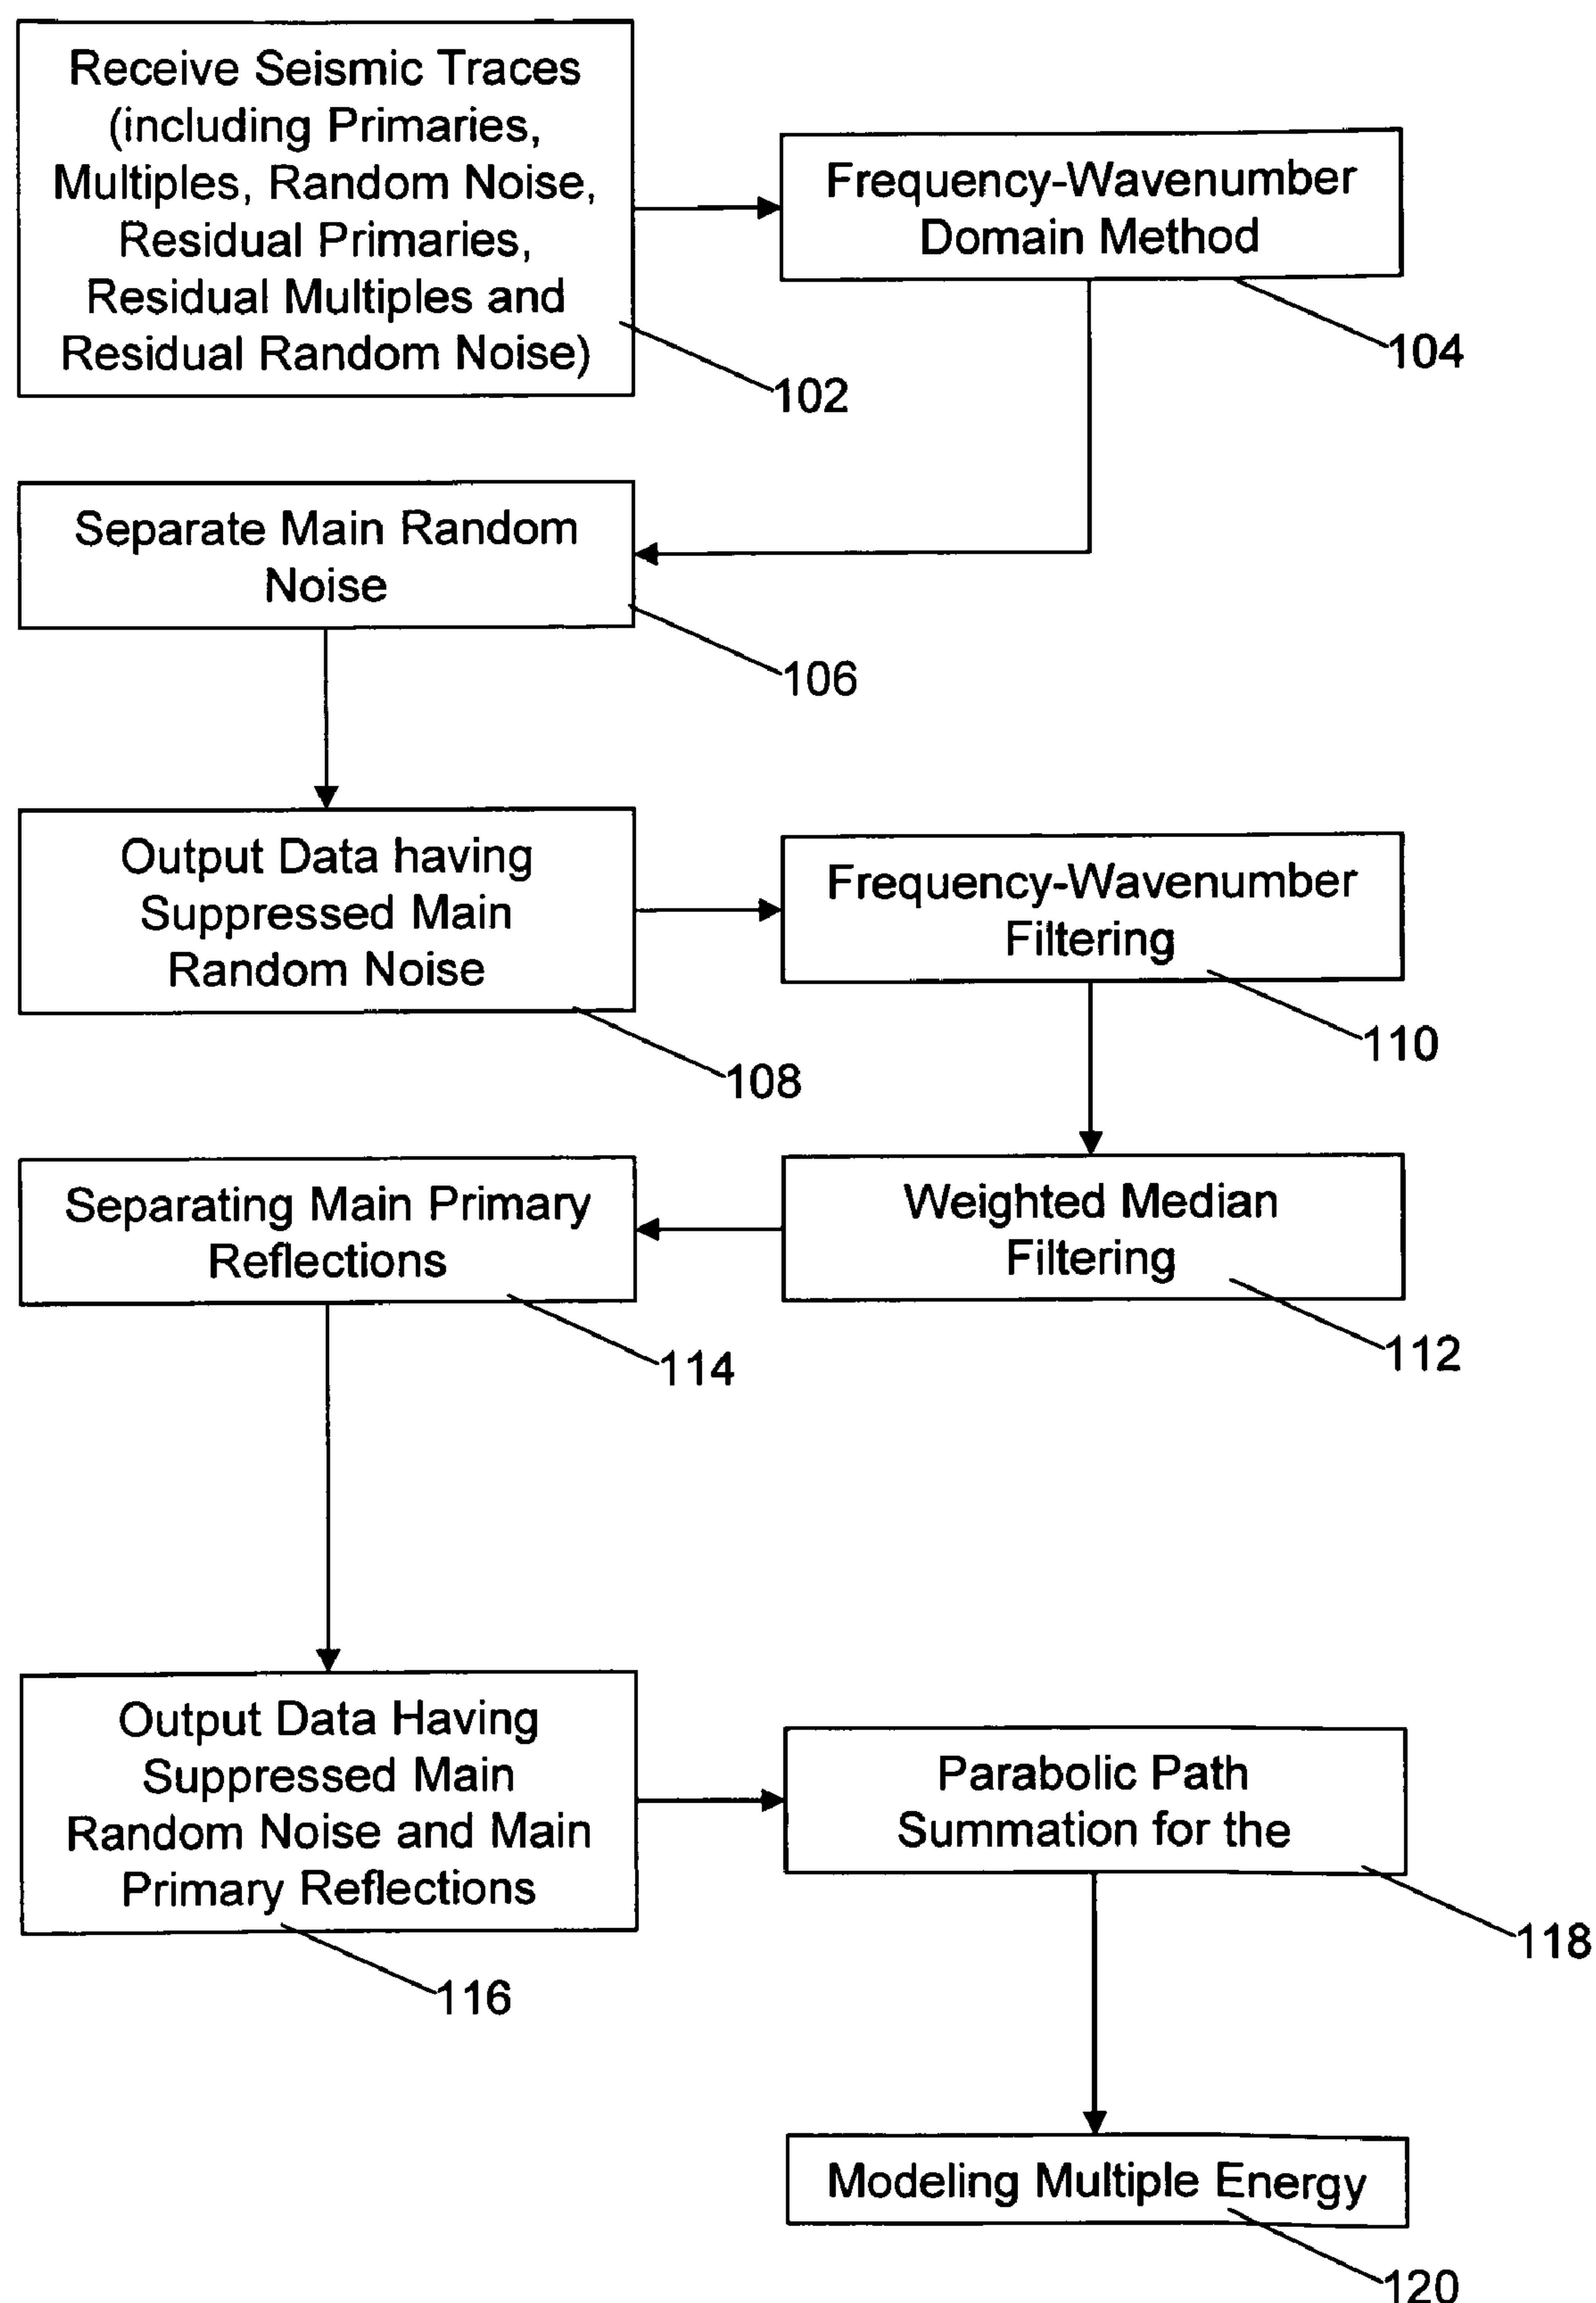 Receive Seismic Traces
(including Primaries,
Multiples, Random Noise,
Residual Primaries,
Residual Multiples and
Residual Random Noise)
102
Frequency-Wavenumber
Domain Method
104
Separate Main Random
Noise
106
Output Data having
Suppressed Main
Random Noise
108
Frequency-Wavenumber
Filtering
110
Weighted Median
Filtering
112
Separating Main Primary
Reflections
114
Output Data Having
Suppressed Main
Random Noise and Main
Primary Reflections
116
Parabolic Path
Summation for the
118
Modeling Multiple Energy
120